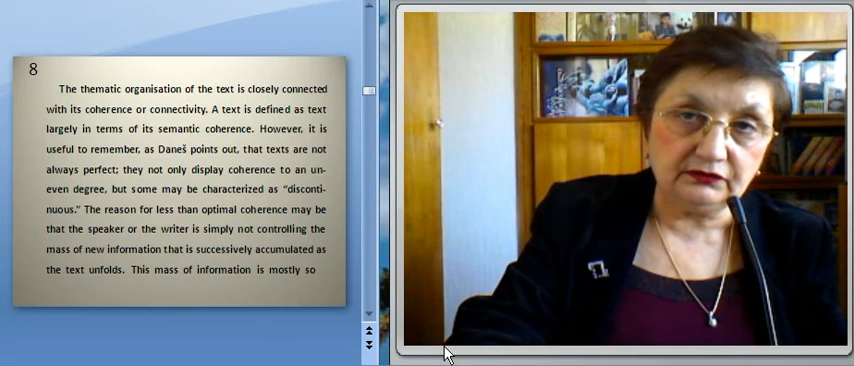 8
The thematic organisation of the text is closely connected
with its coherence or connectivity. A text is defined as text
largely in terms of its semantic coherence. However, it is
useful to remember, as Daneš points out, that texts are not
always perfect; they not only display coherence to an un-
even degree, but some may be characterized as “disconti-
nuous.” The reason for less than optimal coherence may be
that the speaker or the writer is simply not controlling the
mass of new information that is successively accumulated as
the text unfolds. This mass of information is mostly so